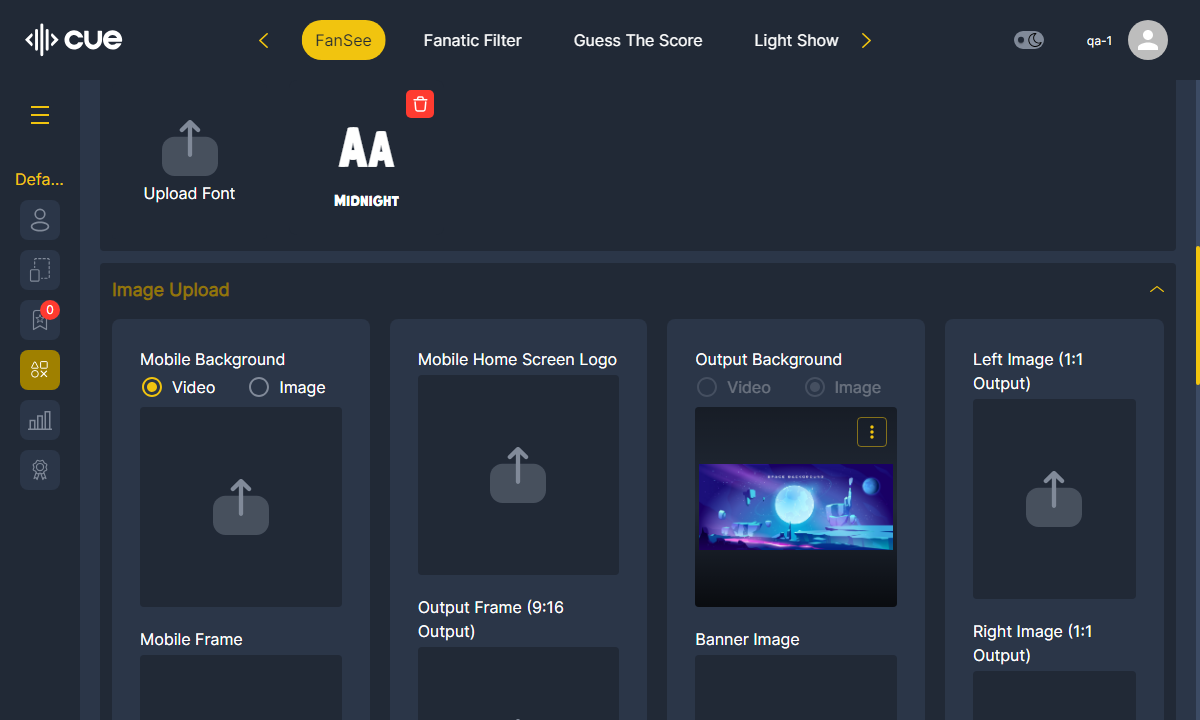 cue
FanSee
Fanatic Filter
Guess The Score
Light Show
qa-1
Defa...
0
Upload Font
AA
MIDNIGHT
Image Upload
Mobile Background
Video
Image
Mobile Frame
Mobile Home Screen Logo
Output Frame (9:16
Output)
Output Background
Video
Image
SPACE BACKGROUND
Banner Image
Left Image (1:1
Output)
Right Image (1:1
Output)